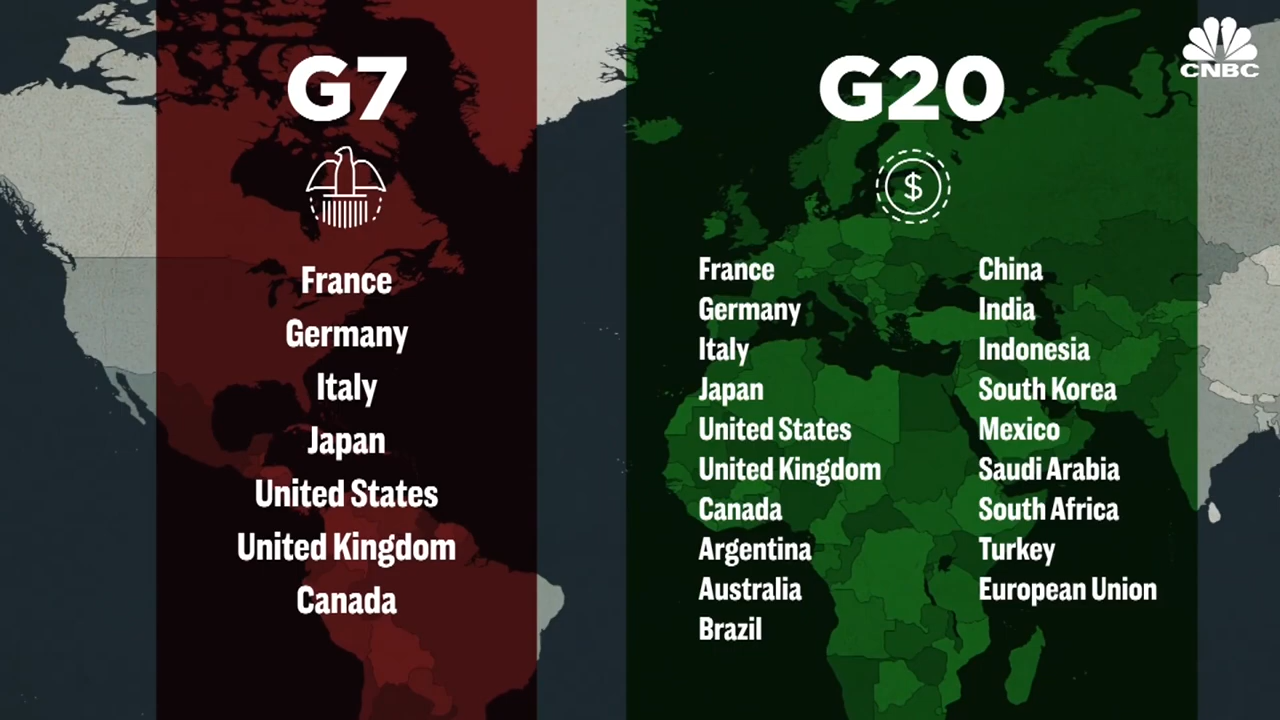 CNBC
G7
France
Germany
Italy
Japan
United States
United Kingdom
Canada
G20
$
France
Germany
Italy
Japan
United States
United Kingdom
Canada
Argentina
Australia
Brazil
China
India
Indonesia
South Korea
Mexico
Saudi Arabia
South Africa
Turkey
European Union